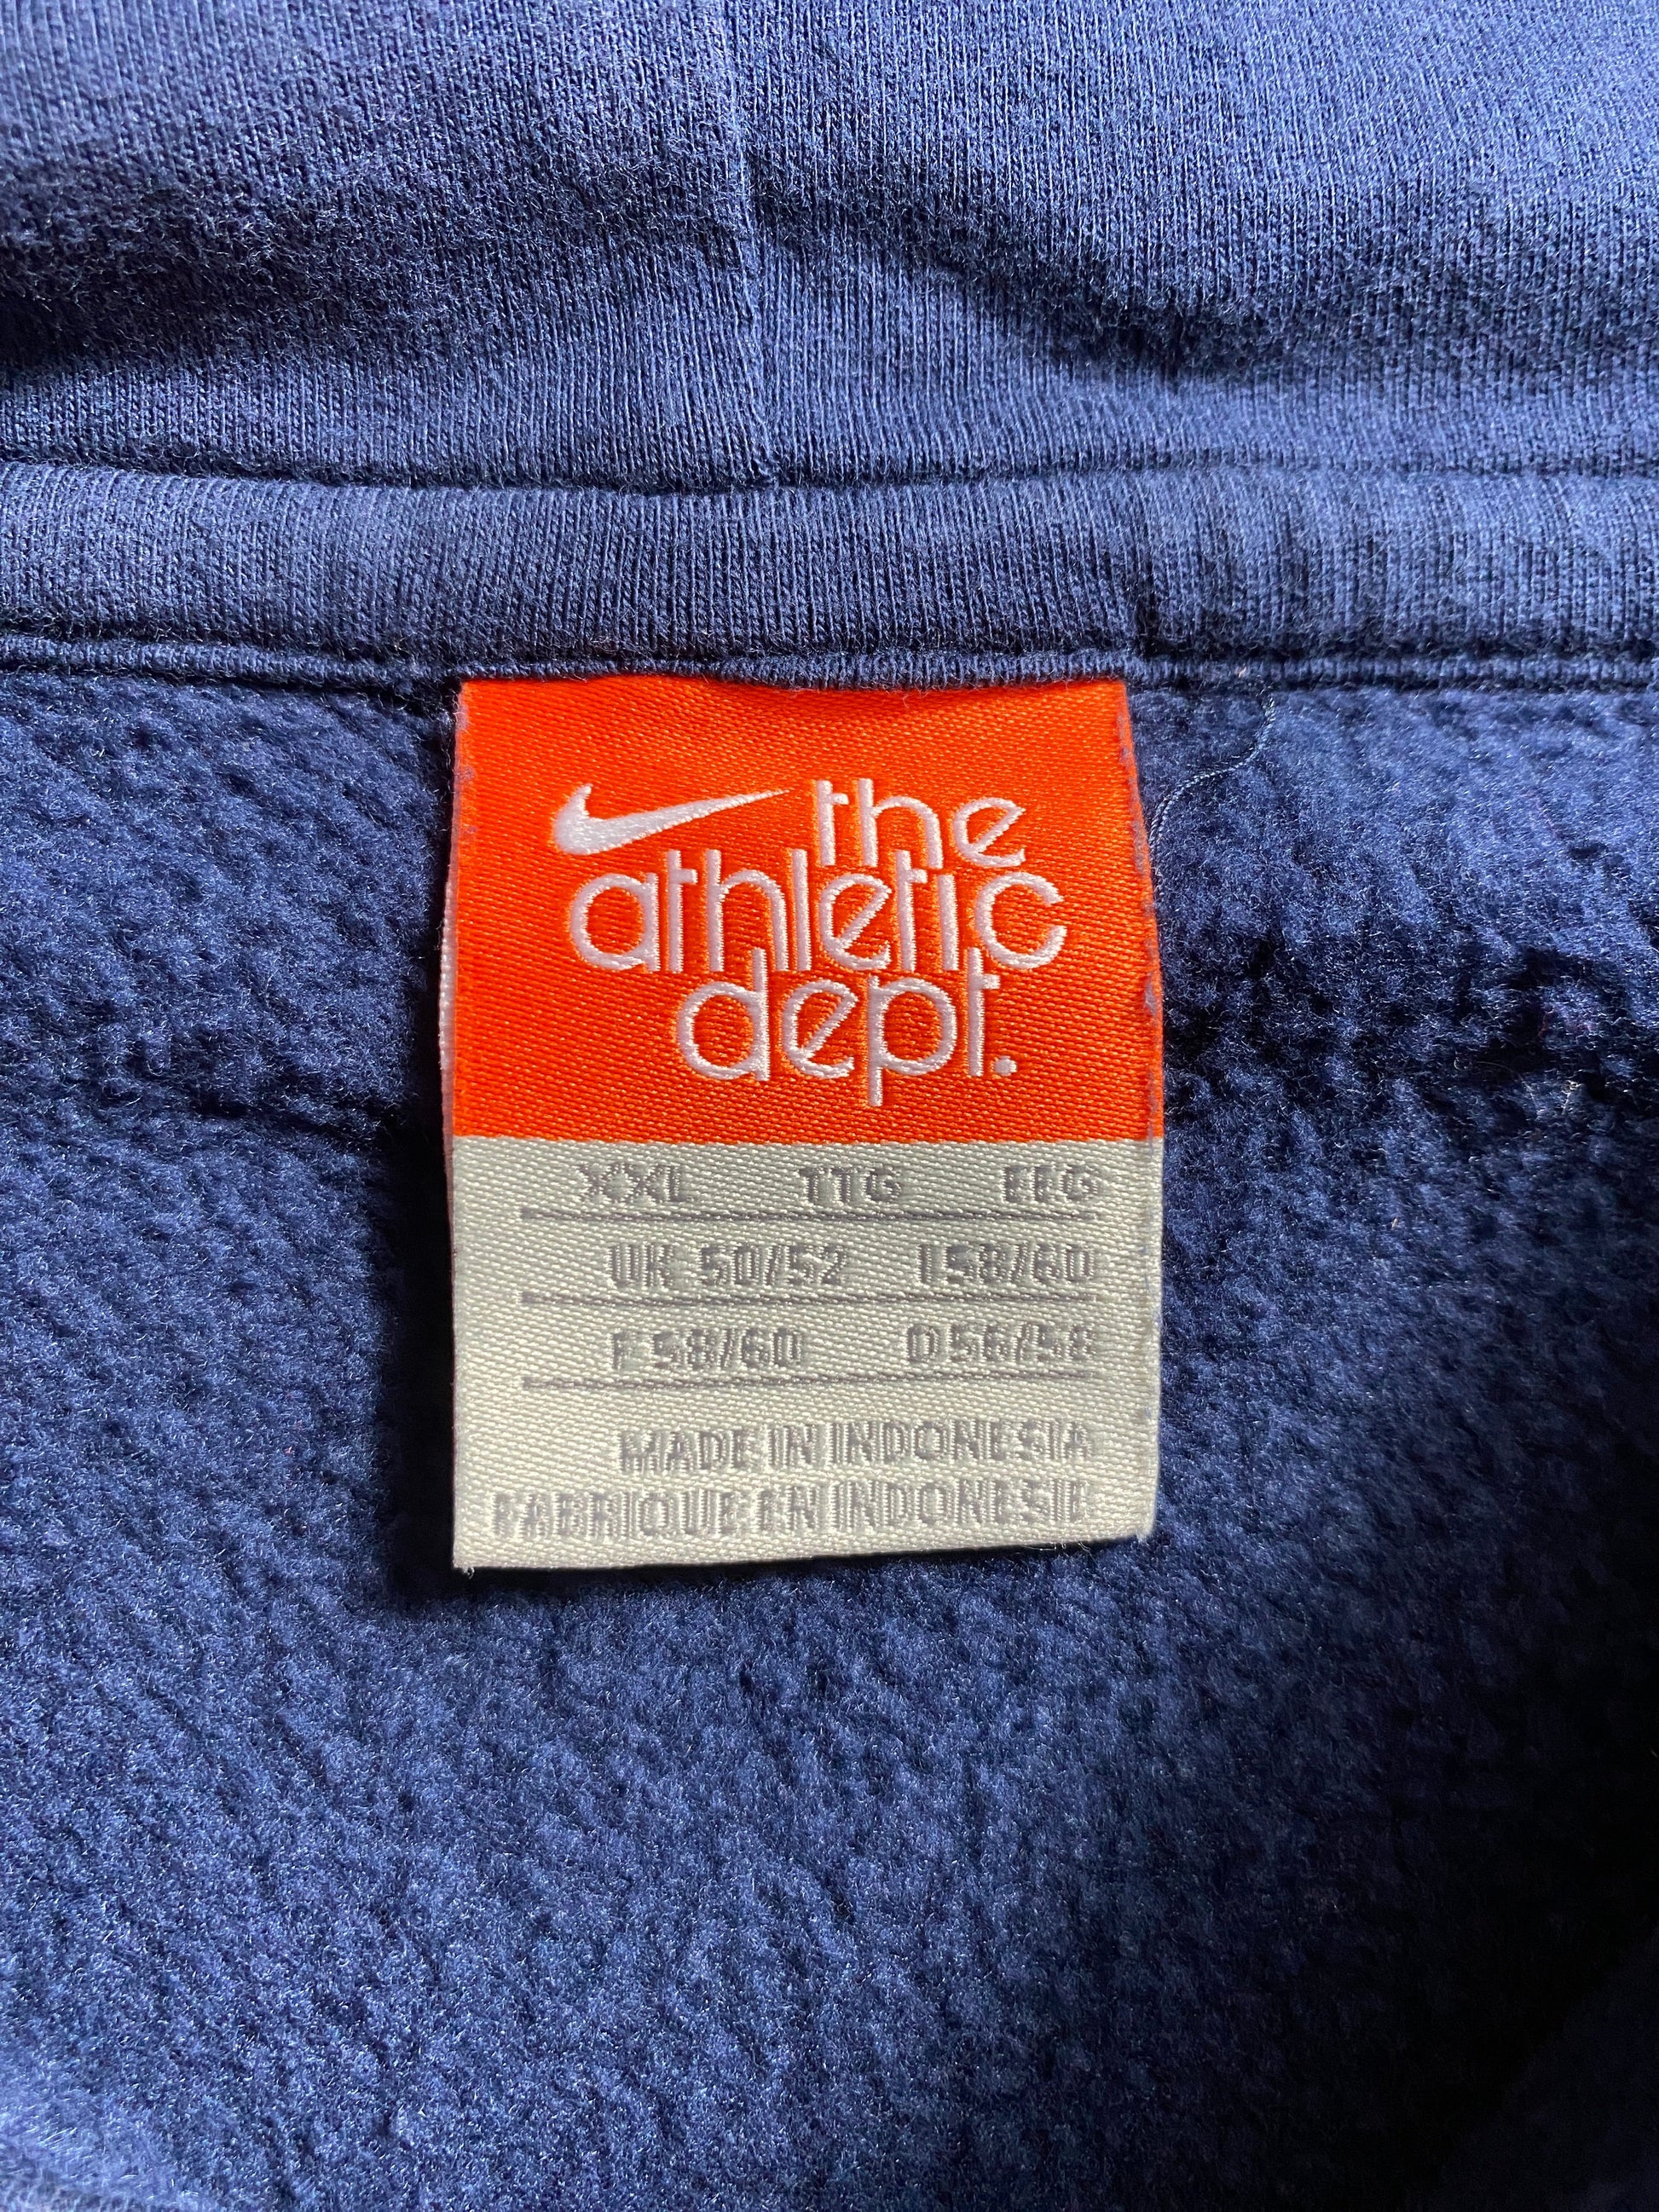 the
athletic
dept.
XXL TTG EEG
UK 50/52 I 58/60
F 58/60 D 56/58
MADE IN INDONESIA
FABRIQUE EN INDONESIE